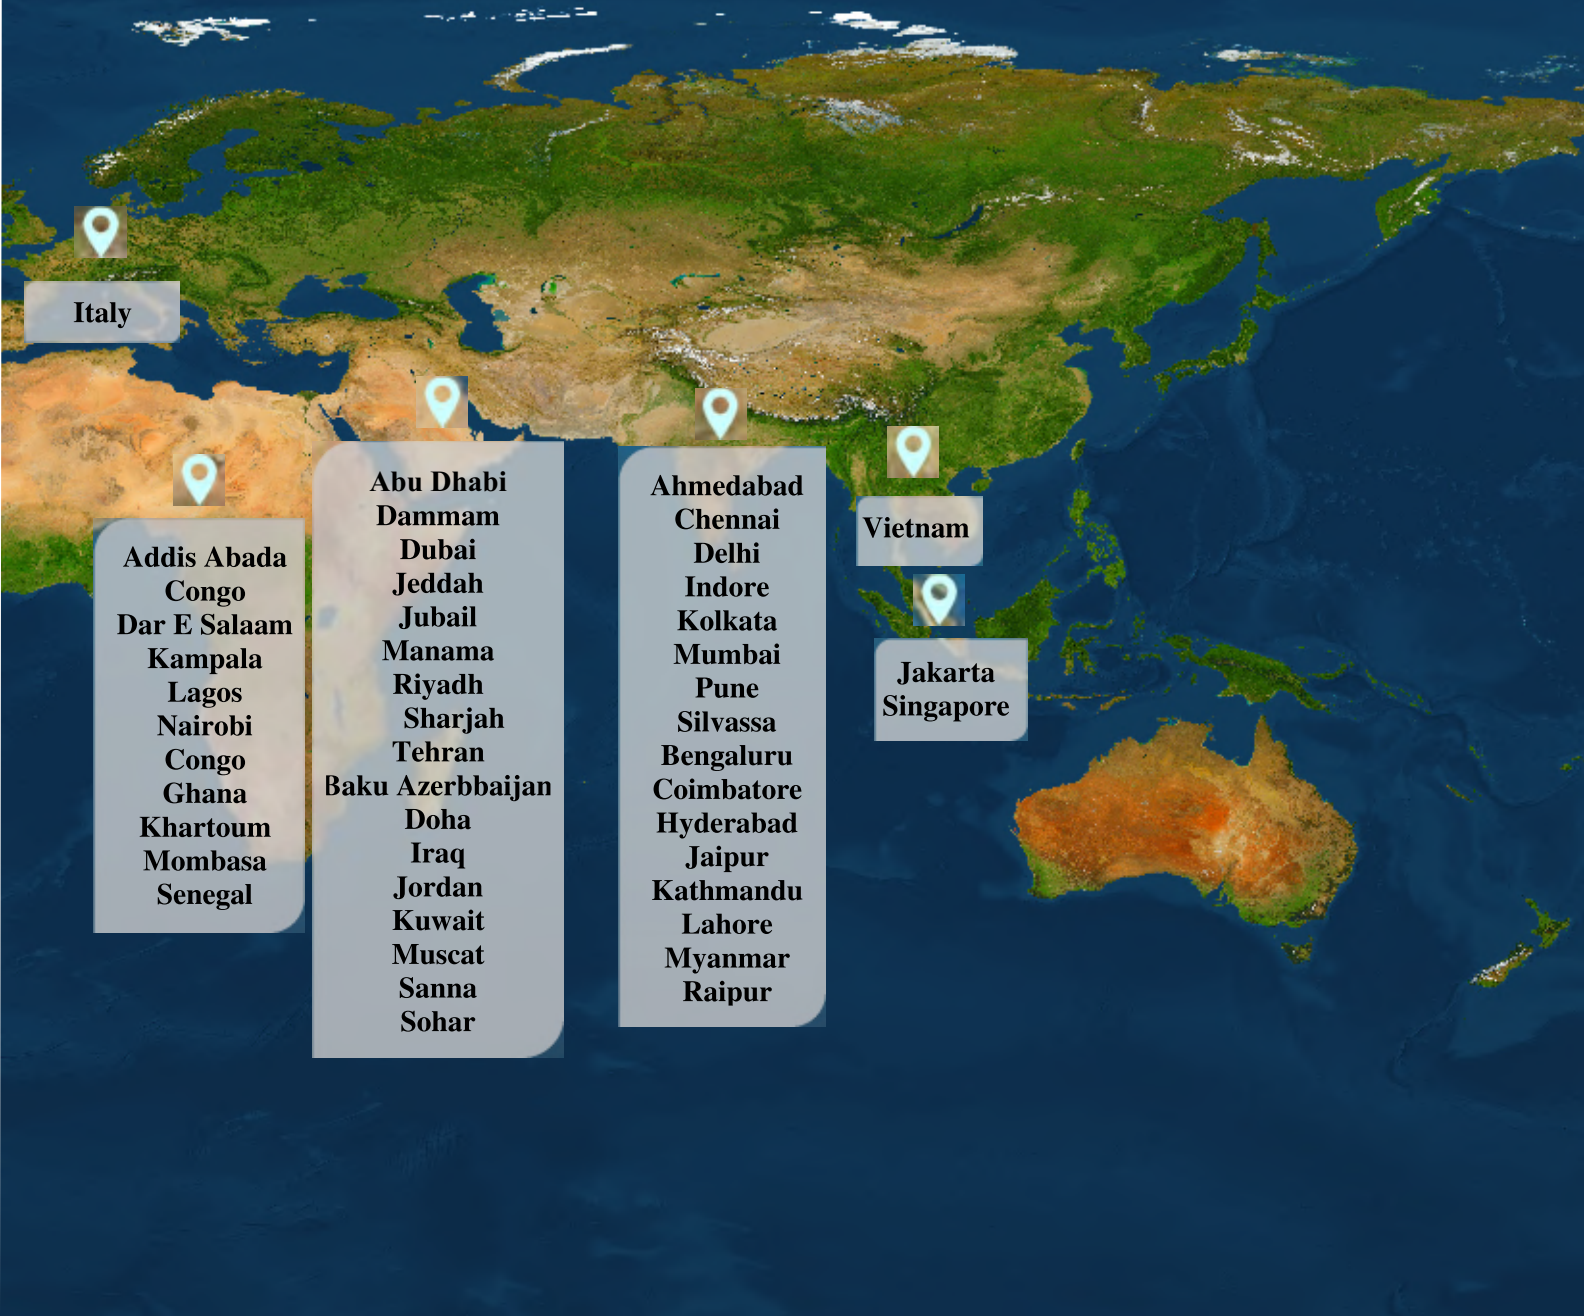 Italy
Addis Abada
Congo
Dar E Salaam
Kampala
Lagos
Nairobi
Congo
Ghana
Khartoum
Mombasa
Senegal
Abu Dhabi
Dammam
Dubai
Jeddah
Jubail
Manama
Riyadh
Sharjah
Tehran
Baku Azerbbaijan
Doha
Iraq
Jordan
Kuwait
Muscat
Sanna
Sohar
Ahmedabad
Chennai
Delhi
Indore
Kolkata
Mumbai
Pune
Silvassa
Bengaluru
Coimbatore
Hyderabad
Jaipur
Kathmandu
Lahore
Myanmar
Raipur
Vietnam
Jakarta
Singapore